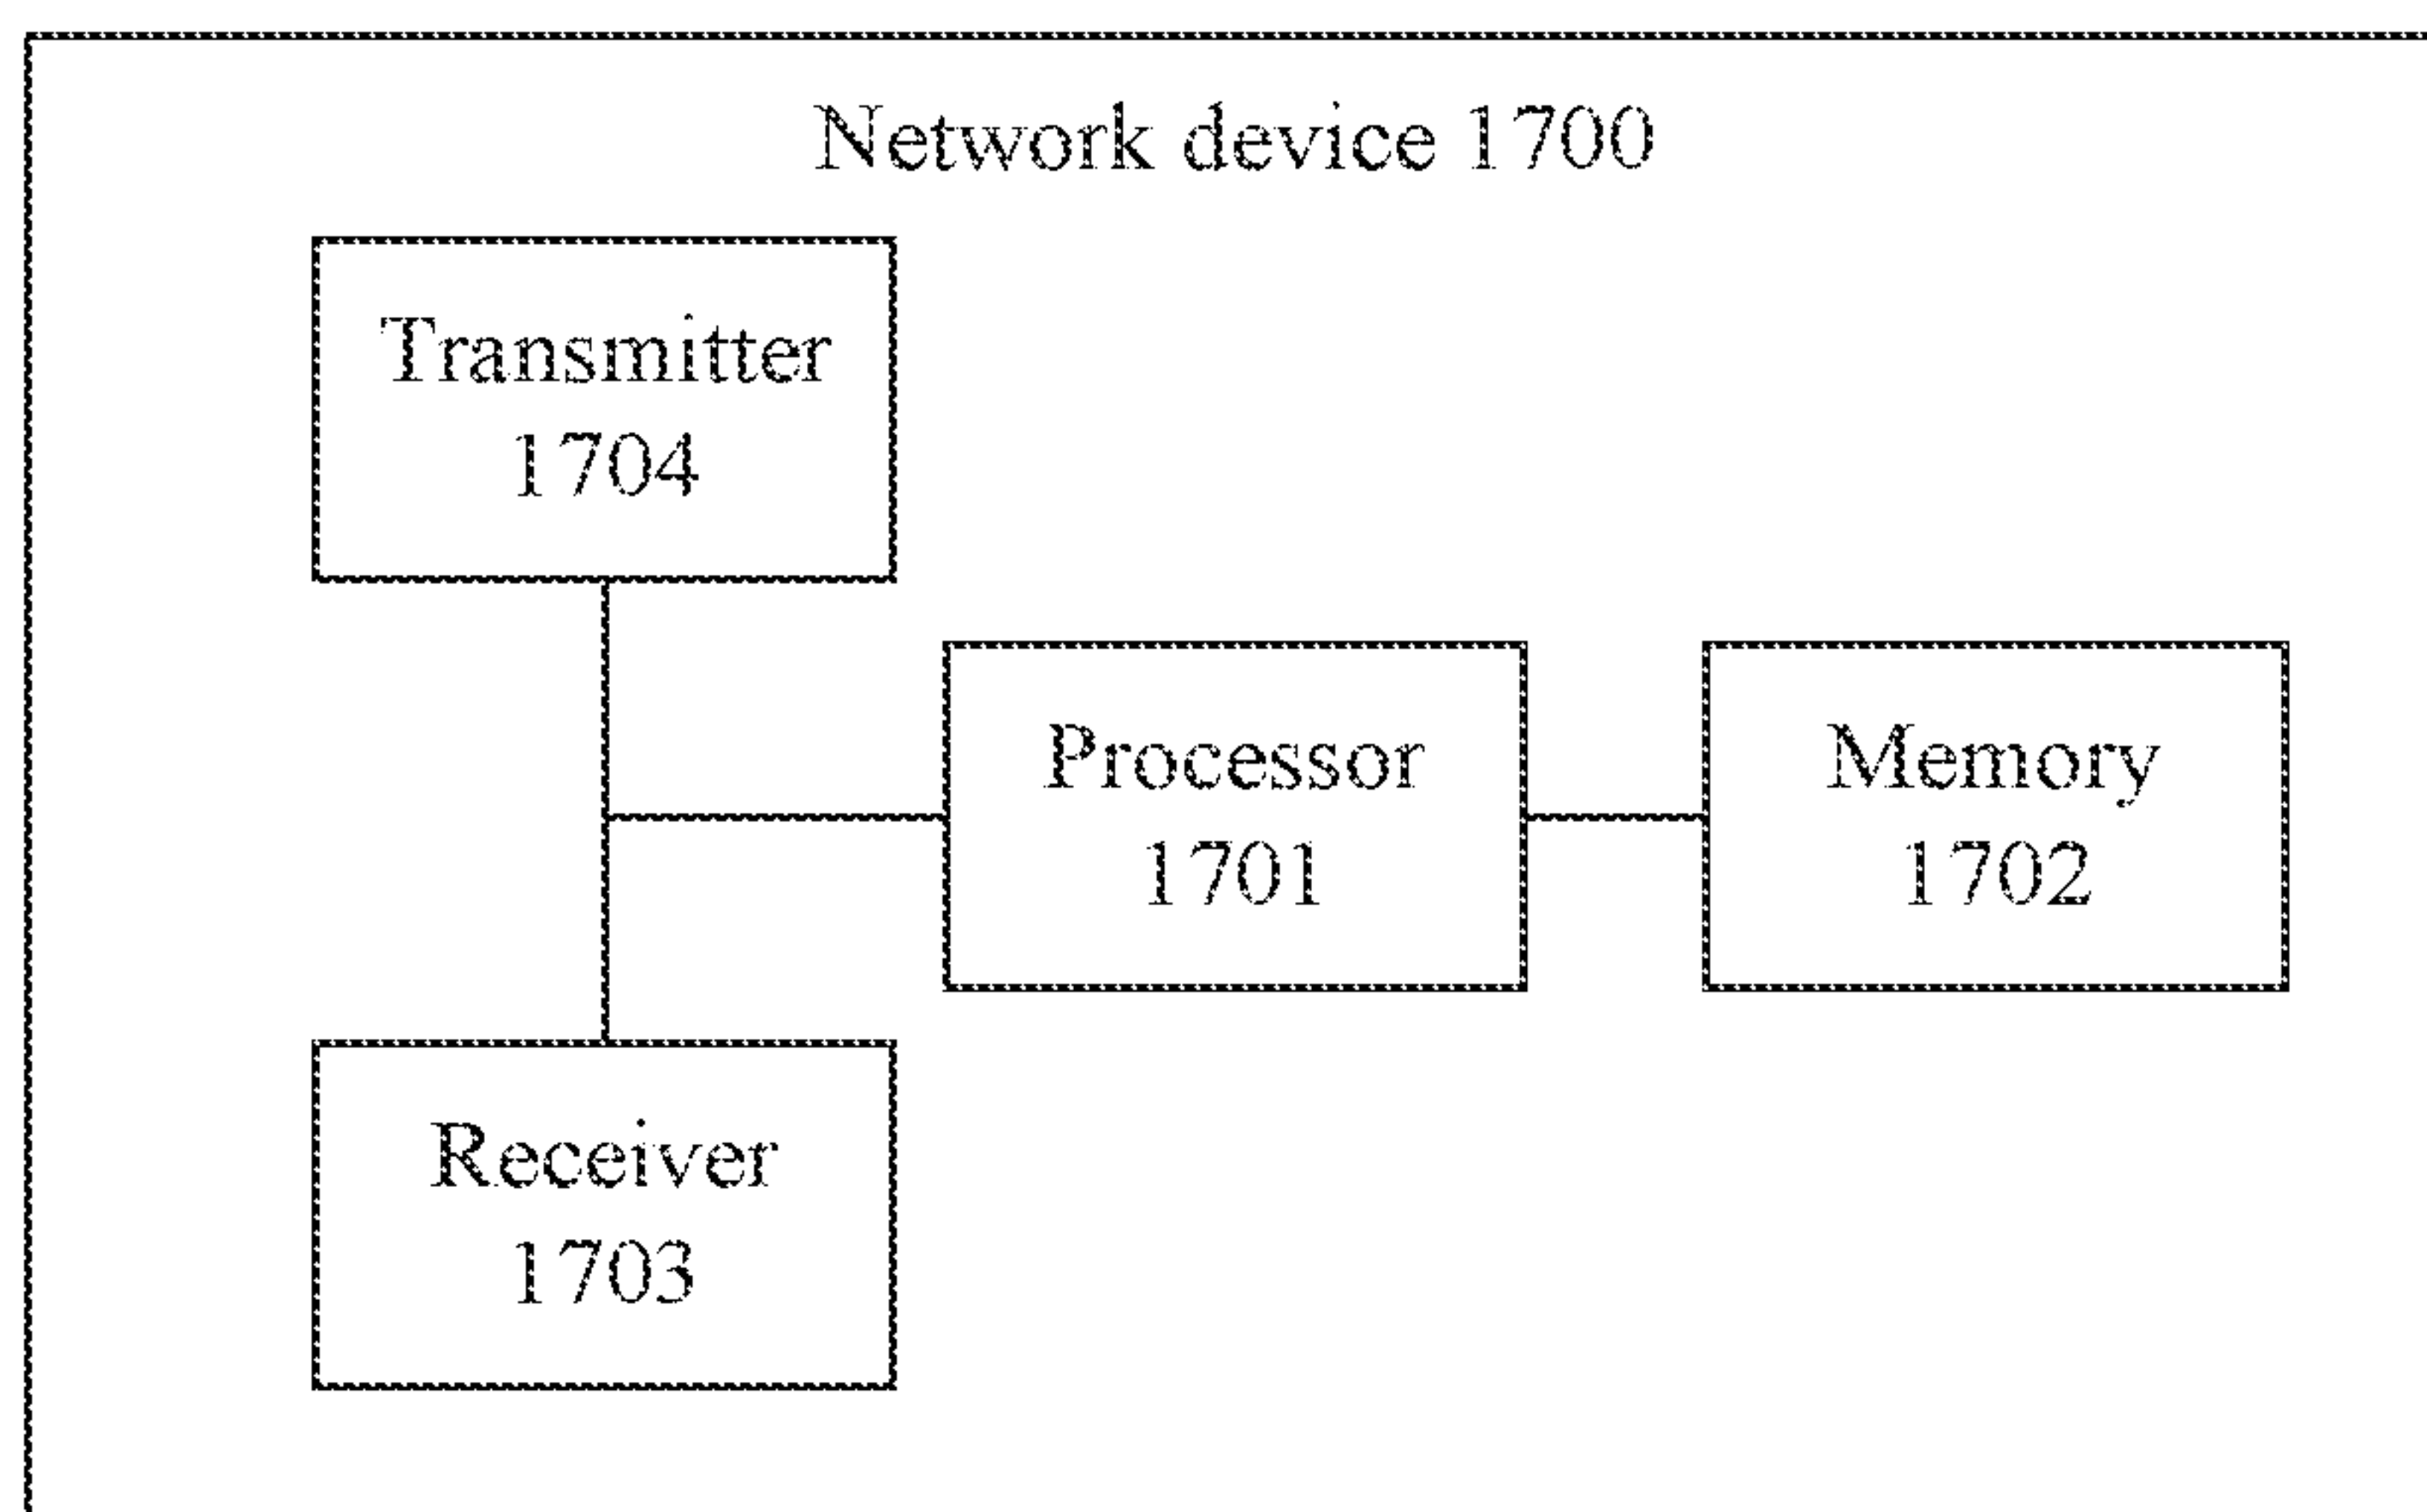 Network device 1700
Transmitter
1704
Processor
1701
Memory
1702
Receiver
1703